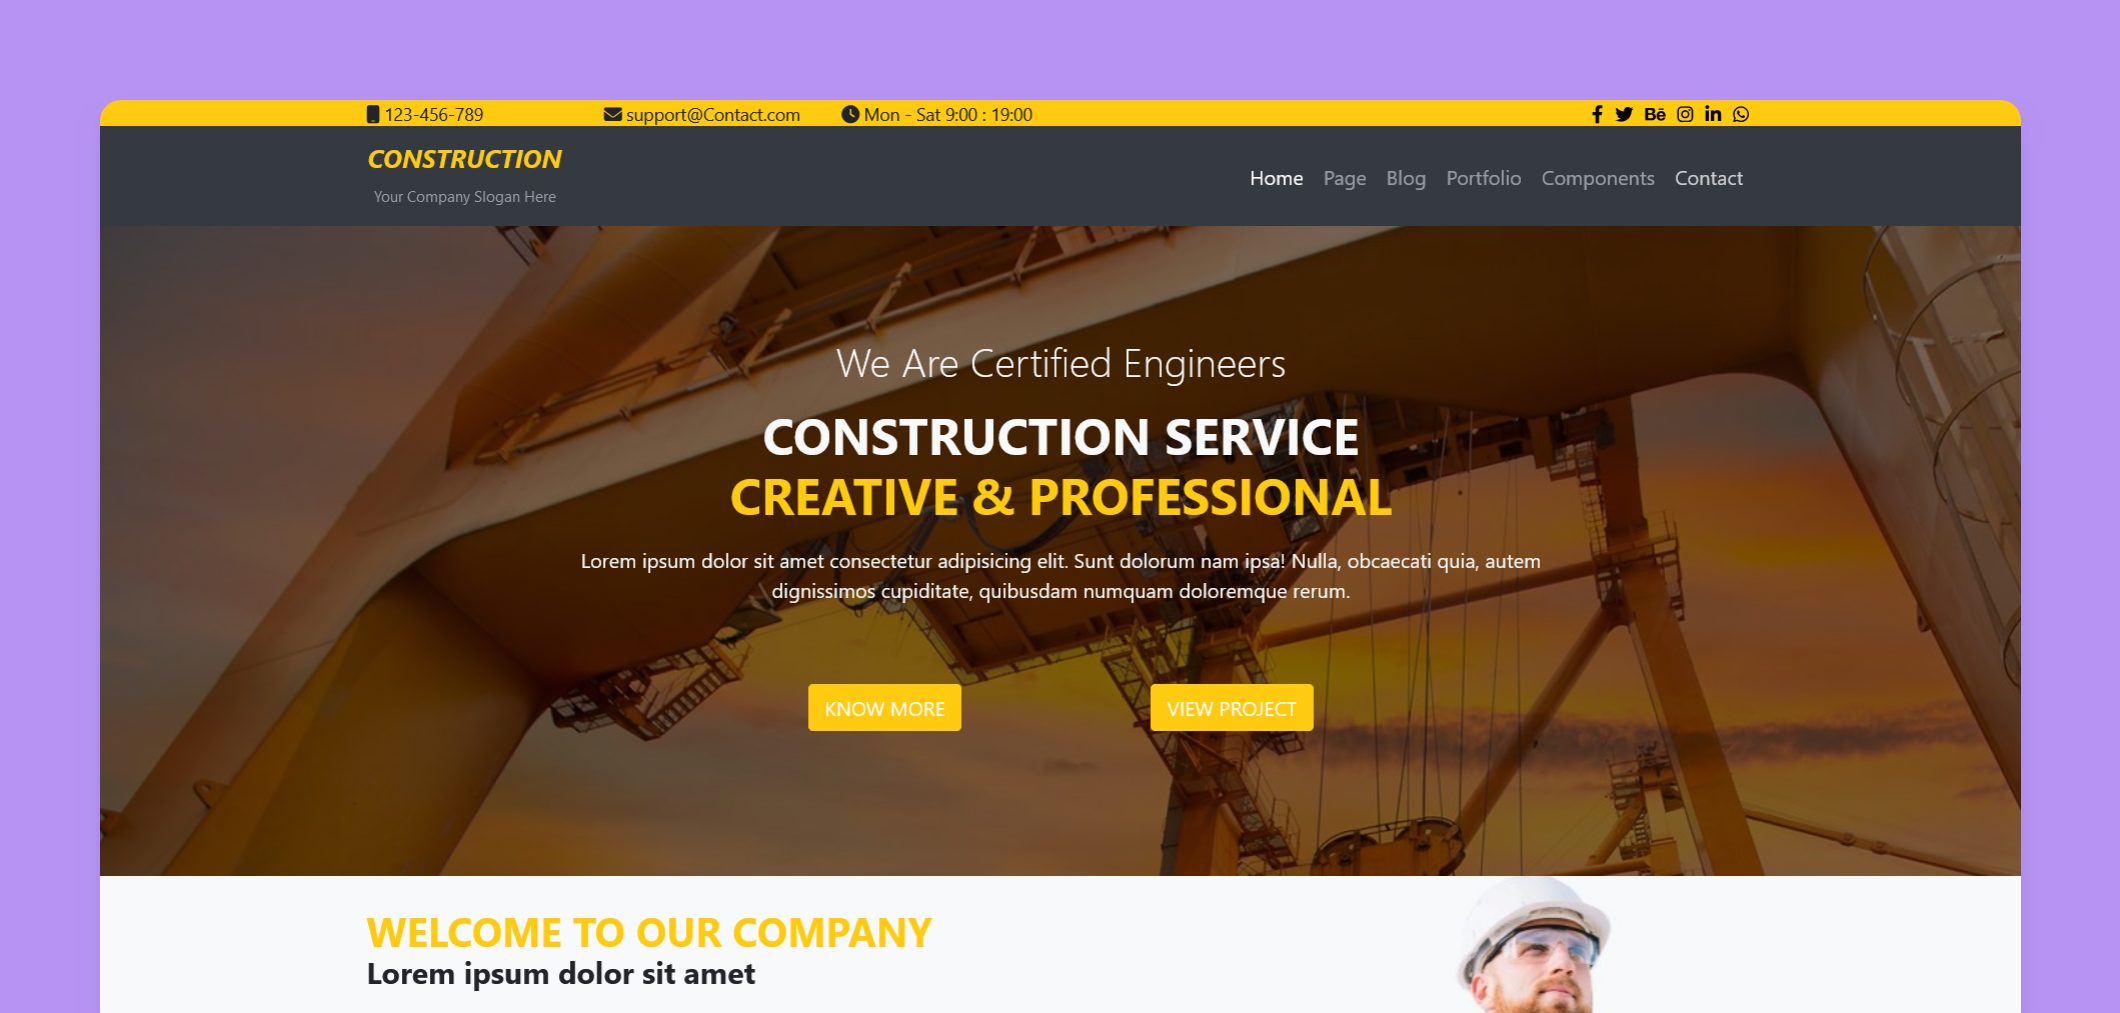 123-456-789 support@Contact.com Mon - Sat 9:00 : 19:00 Bē
CONSTRUCTION
Your Company Slogan Here
Home Page Blog Portfolio Components Contact
We Are Certified Engineers
CONSTRUCTION SERVICE
CREATIVE & PROFESSIONAL
Lorem ipsum dolor sit amet consectetur adipisicing elit. Sunt dolorum nam ipsa! Nulla, obcaecati quia, autem
dignissimos cupiditate, quibusdam numquam doloremque rerum.
KNOW MORE VIEW PROJECT
WELCOME TO OUR COMPANY
Lorem ipsum dolor sit amet